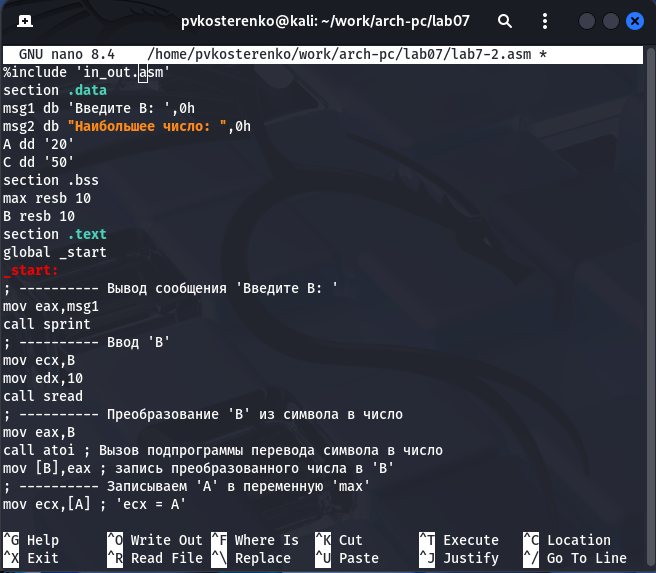 pvkosterenko@kali: ~/work/arch-pc/lab07
GNU nano 8.4 /home/pvkosterenko/work/arch-pc/lab07/lab7-2.asm *
%include 'in_out.asm'
section .data
msg1 db 'Введите B: ',0h
msg2 db "Наибольшее число: ",0h
A dd '20'
C dd '50'
section .bss
max resb 10
B resb 10
section .text
global _start
_start:
; ---------- Вывод сообщения 'Введите B: '
mov eax,msg1
call sprint
; ---------- Ввод 'B'
mov ecx,B
mov edx,10
call sread
; ---------- Преобразование 'B' из символа в число
mov eax,B
call atoi ; Вызов подпрограммы перевода символа в число
mov [B],eax ; запись преобразованного числа в 'B'
; ---------- Записываем 'A' в переменную 'max'
mov ecx,[A] ; 'ecx = A'
^G Help ^O Write Out ^F Where Is ^K Cut ^T Execute ^C Location
^X Exit ^R Read File ^\ Replace ^U Paste ^J Justify ^/ Go To Line